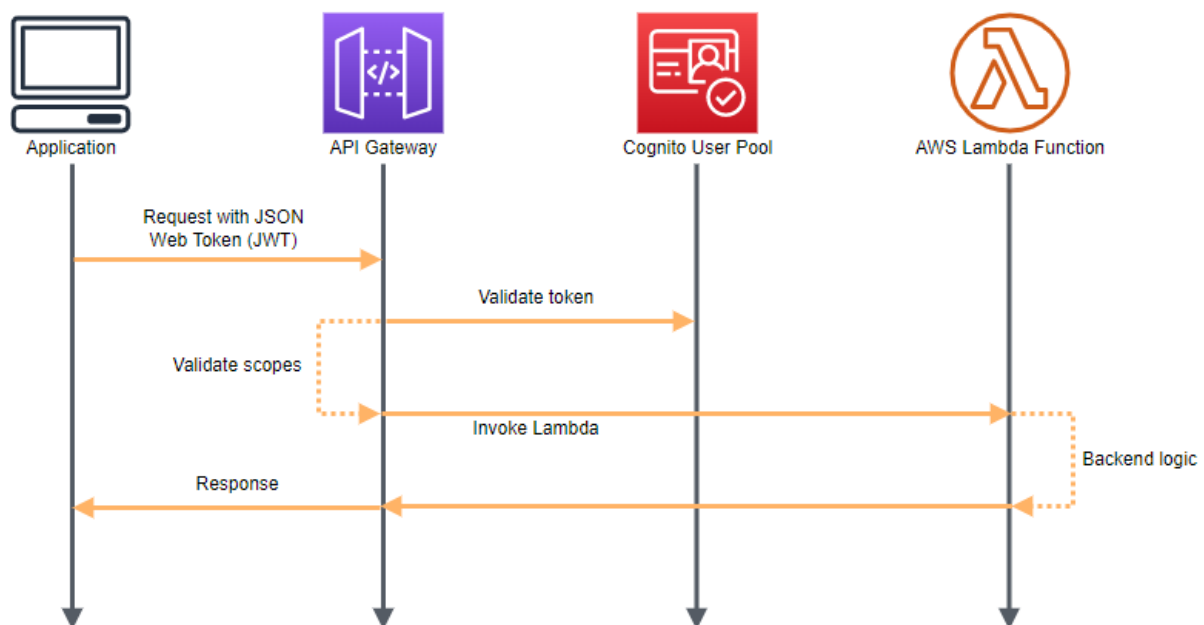 Application
API Gateway
Cognito User Pool
AWS Lambda Function
Request with JSON
Web Token (JWT)
Validate token
Validate scopes
Invoke Lambda
Backend logic
Response